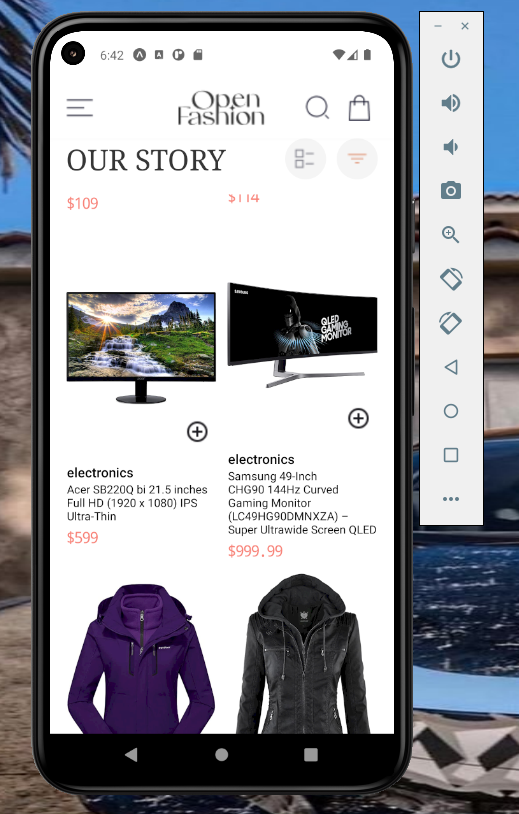 6:42
Open
Fashion
OUR STORY
$109
$114
SAMSUNG
QLED
GAMING
MONITOR
electronics
Acer SB220Q bi 21.5 inches
Full HD (1920 x 1080) IPS
Ultra-Thin
$599
electronics
Samsung 49-Inch
CHG90 144Hz Curved
Gaming Monitor
(LC49HG90DMNXZA) –
Super Ultrawide Screen QLED
$999.99